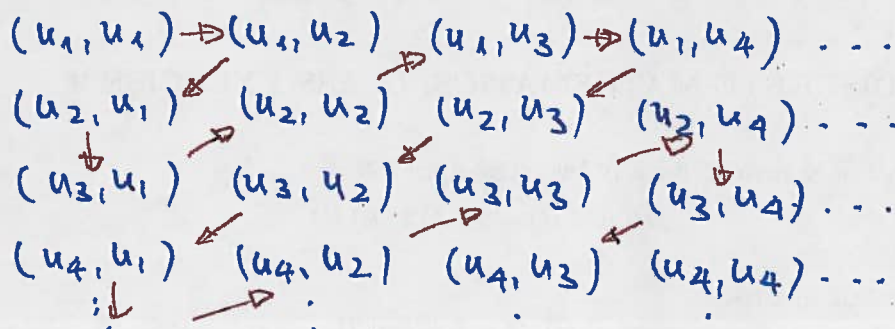 (u1, u1) → (u1, u2) (u1, u3) → (u1, u4) ...
(u2, u1) (u2, u2) (u2, u3) (u2, u4) ...
(u3, u1) (u3, u2) (u3, u3) (u3, u4) ...
(u4, u1) (u4, u2) (u4, u3) (u4, u4) ...